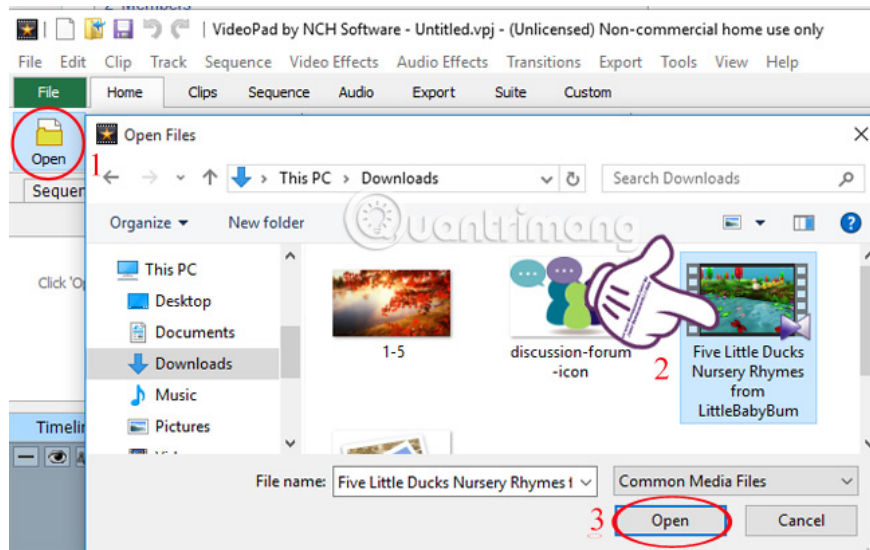 VideoPad by NCH Software - Untitled.vpj - (Unlicensed) Non-commercial home use only
File Edit Clip Track Sequence Video Effects Audio Effects Transitions Export Tools View Help
File Home Clips Sequence Audio Export Suite Custom
Open
1
Open Files
This PC > Downloads
Search Downloads
Sequen
Organize
New folder
Quantrimang
Click 'Op
This PC
Desktop
Documents
Downloads
Music
Pictures
1-5
discussion-forum
-icon
2
Five Little Ducks
Nursery Rhymes
from
LittleBabyBum
Timelin
File name: Five Little Ducks Nursery Rhymes f
Common Media Files
3
Open
Cancel